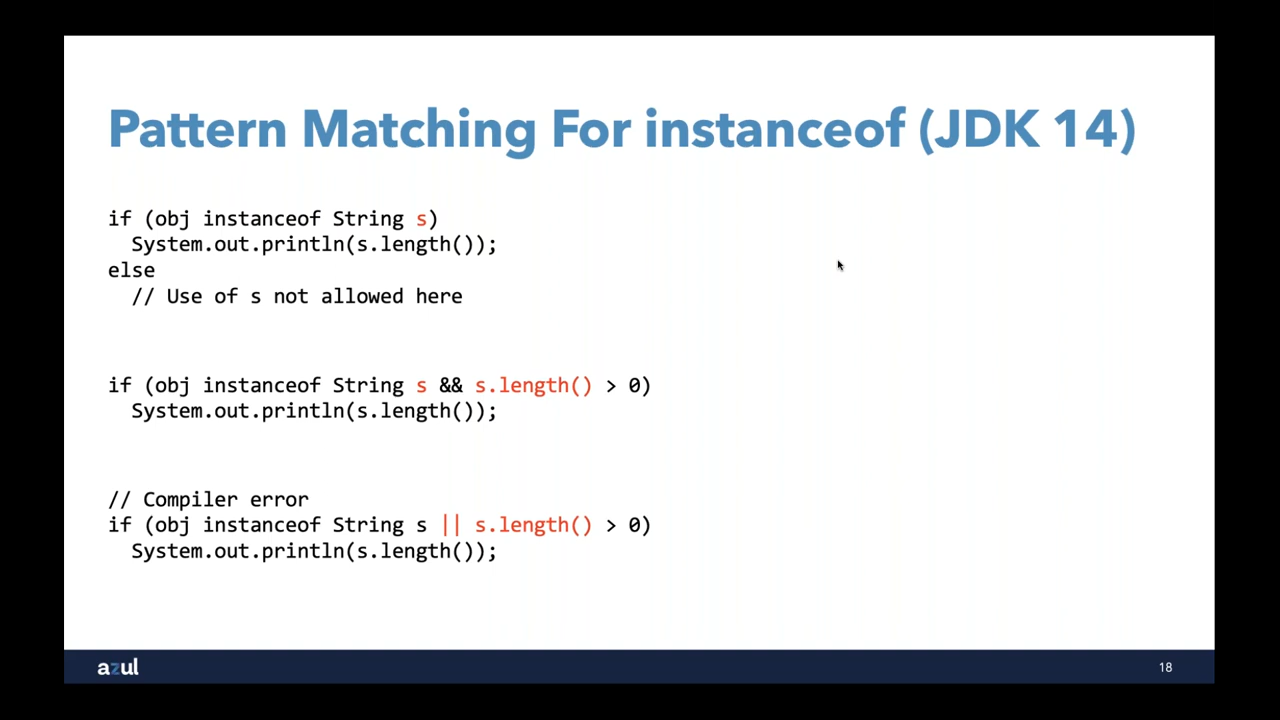 Pattern Matching For instanceof (JDK 14)
if (obj instanceof String s)
  System.out.println(s.length());
else
  // Use of s not allowed here
if (obj instanceof String s && s.length() > 0)
  System.out.println(s.length());
// Compiler error
if (obj instanceof String s || s.length() > 0)
  System.out.println(s.length());
azul
18